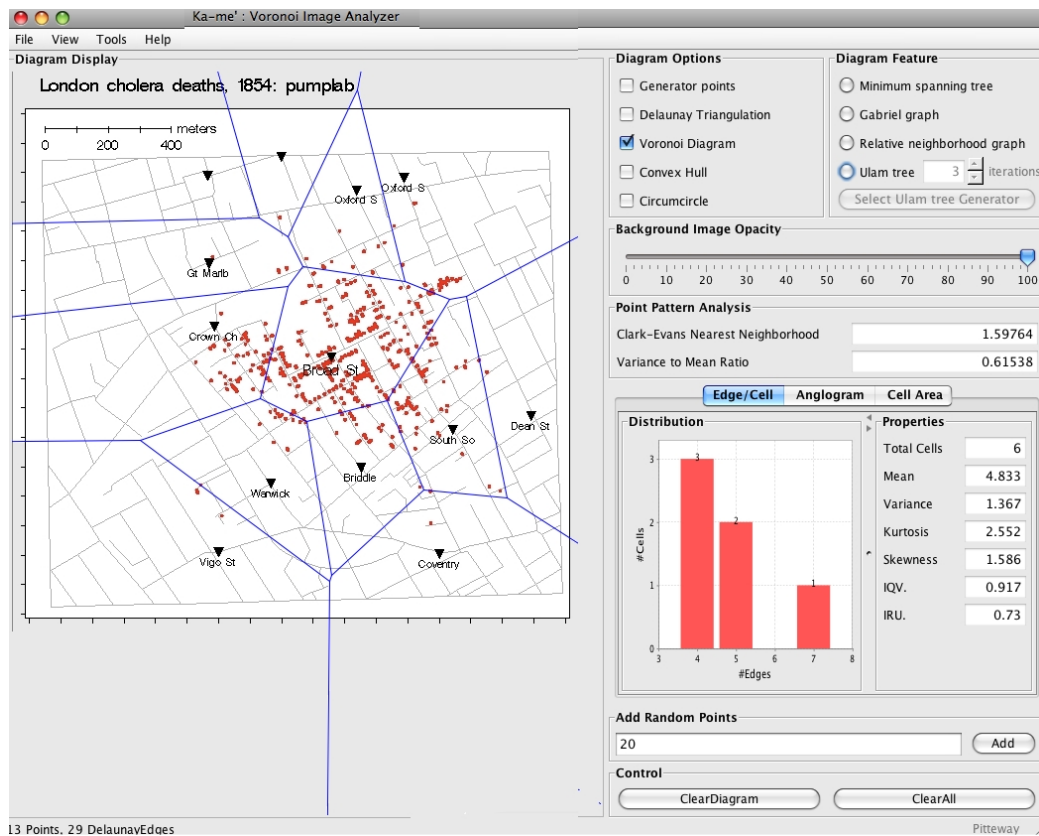 Ka-me' : Voronoi Image Analyzer
File View Tools Help
Diagram Display
London cholera deaths, 1854: pumplab
meters
0 200 400
Oxford S
Oxford S
Gt Marlb
Crown Ch
Broad St
South So
Dean St
Briddle
Warwick
Vigo St
Coventry
13 Points, 29 DelaunayEdges
Diagram Options
Generator points
Delaunay Triangulation
Voronoi Diagram
Convex Hull
Circumcircle
Diagram Feature
Minimum spanning tree
Gabriel graph
Relative neighborhood graph
Ulam tree 3 iterations
Select Ulam tree Generator
Background Image Opacity
0 10 20 30 40 50 60 70 80 90 100
Point Pattern Analysis
Clark-Evans Nearest Neighborhood 1.59764
Variance to Mean Ratio 0.61538
Edge/Cell Anglogram Cell Area
Distribution
#Cells
3
2
1
0
3
2
1
3 4 5 6 7 8
#Edges
Properties
Total Cells 6
Mean 4.833
Variance 1.367
Kurtosis 2.552
Skewness 1.586
IQV. 0.917
IRU. 0.73
Add Random Points
20 Add
Control
ClearDiagram ClearAll
Pitteway